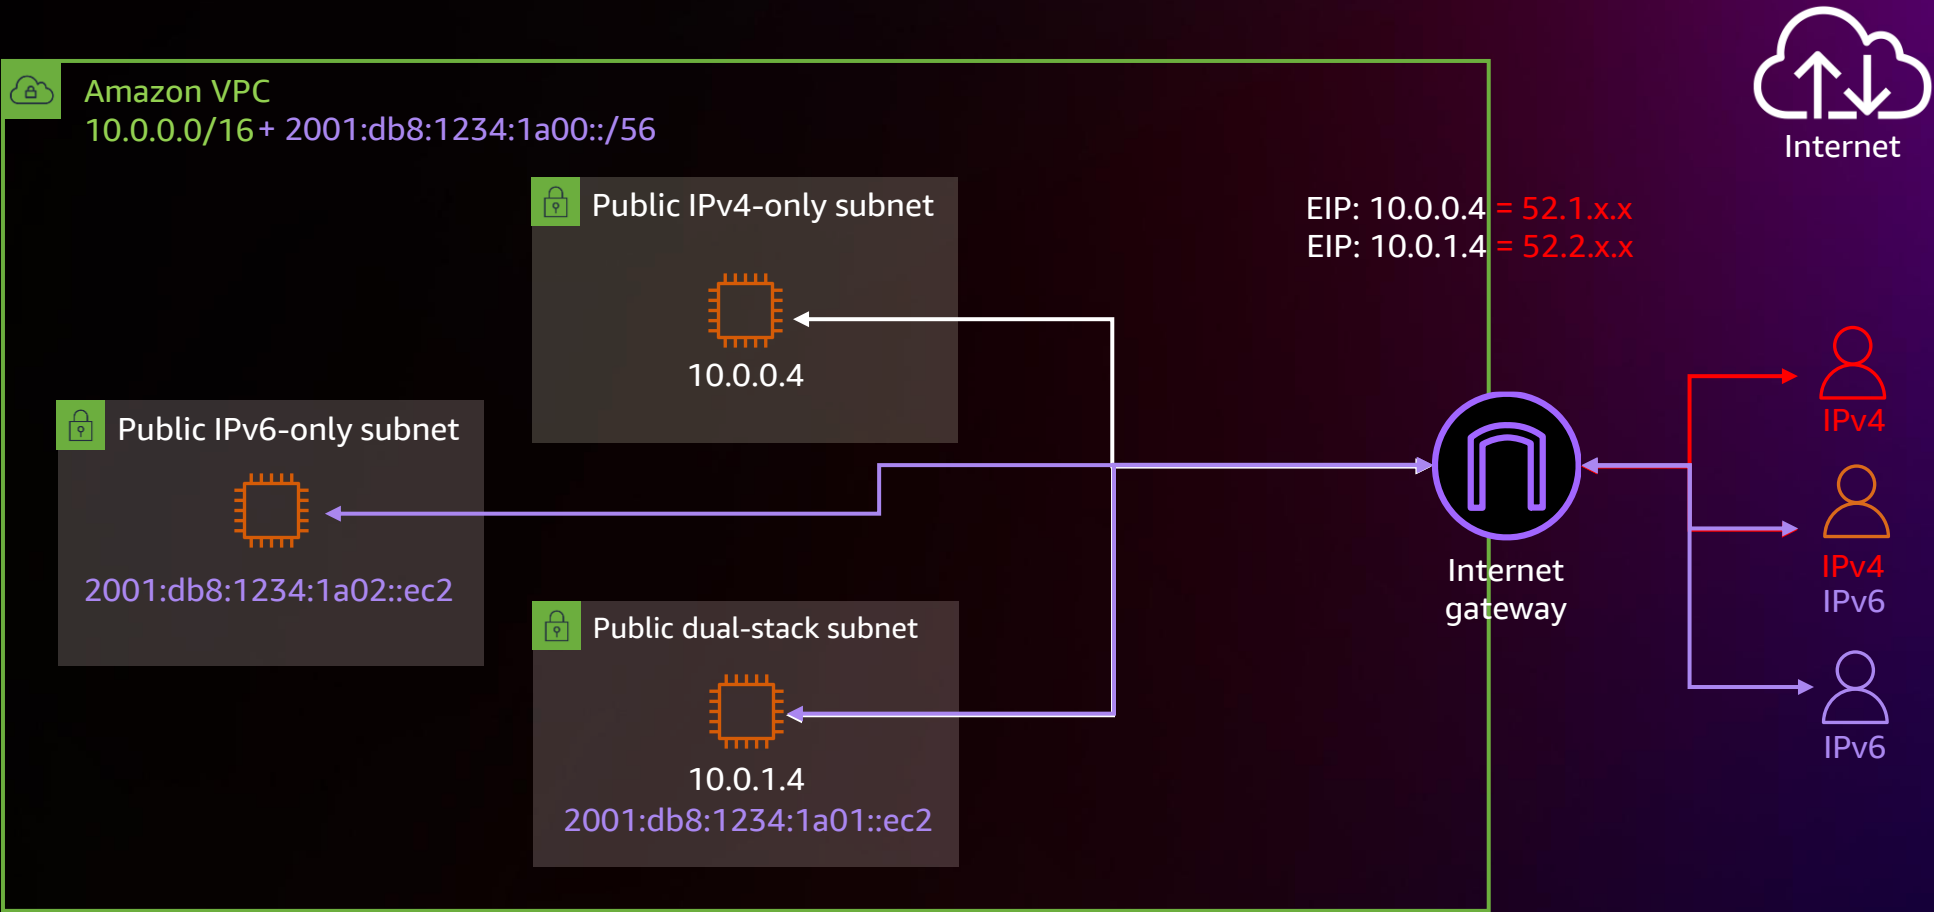 Amazon VPC
10.0.0.0/16 + 2001:db8:1234:1a00::/56
Internet
Public IPv4-only subnet
10.0.0.4
EIP: 10.0.0.4 = 52.1.x.x
EIP: 10.0.1.4 = 52.2.x.x
Public IPv6-only subnet
2001:db8:1234:1a02::ec2
Public dual-stack subnet
10.0.1.4
2001:db8:1234:1a01::ec2
Internet
gateway
IPv4
IPv4
IPv6
IPv6